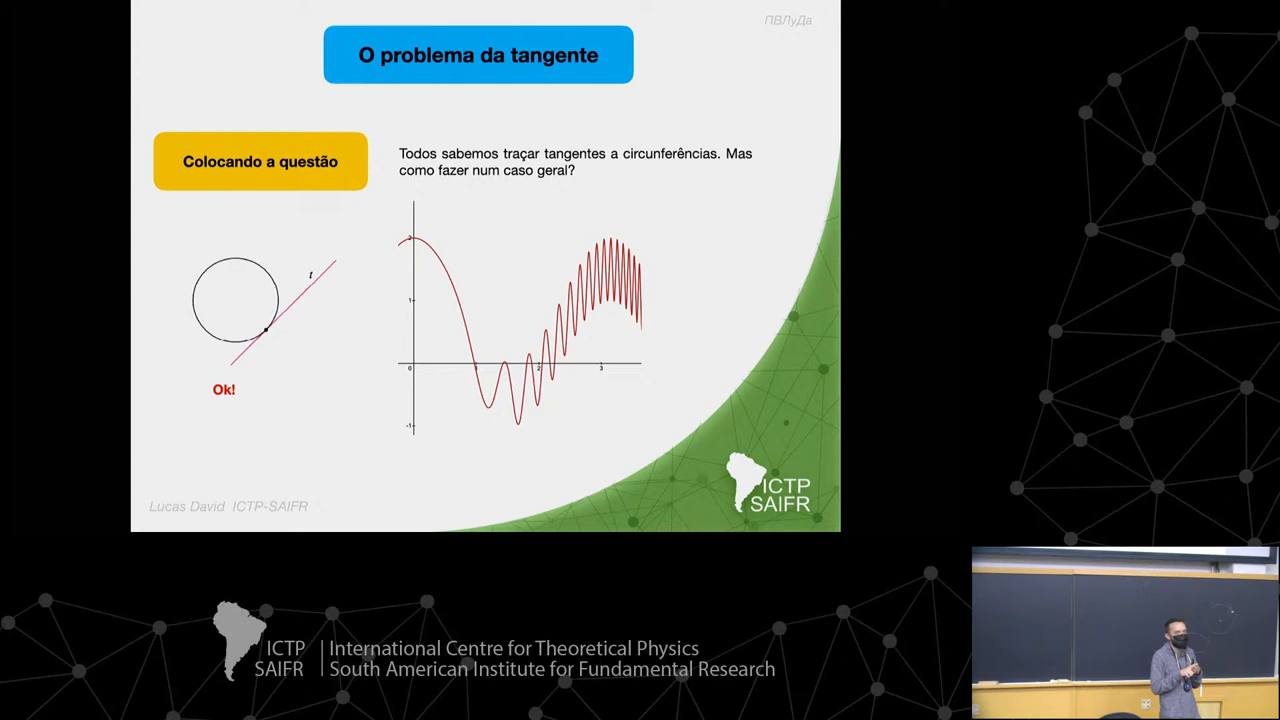 ПВЛуДа
O problema da tangente
Colocando a questão
Todos sabemos traçar tangentes a circunferências. Mas
como fazer num caso geral?
t
Ok!
2
1
0
1
2
3
-1
Lucas David ICTP-SAIFR
ICTP
SAIFR
ICTP
SAIFR
International Centre for Theoretical Physics
South American Institute for Fundamental Research